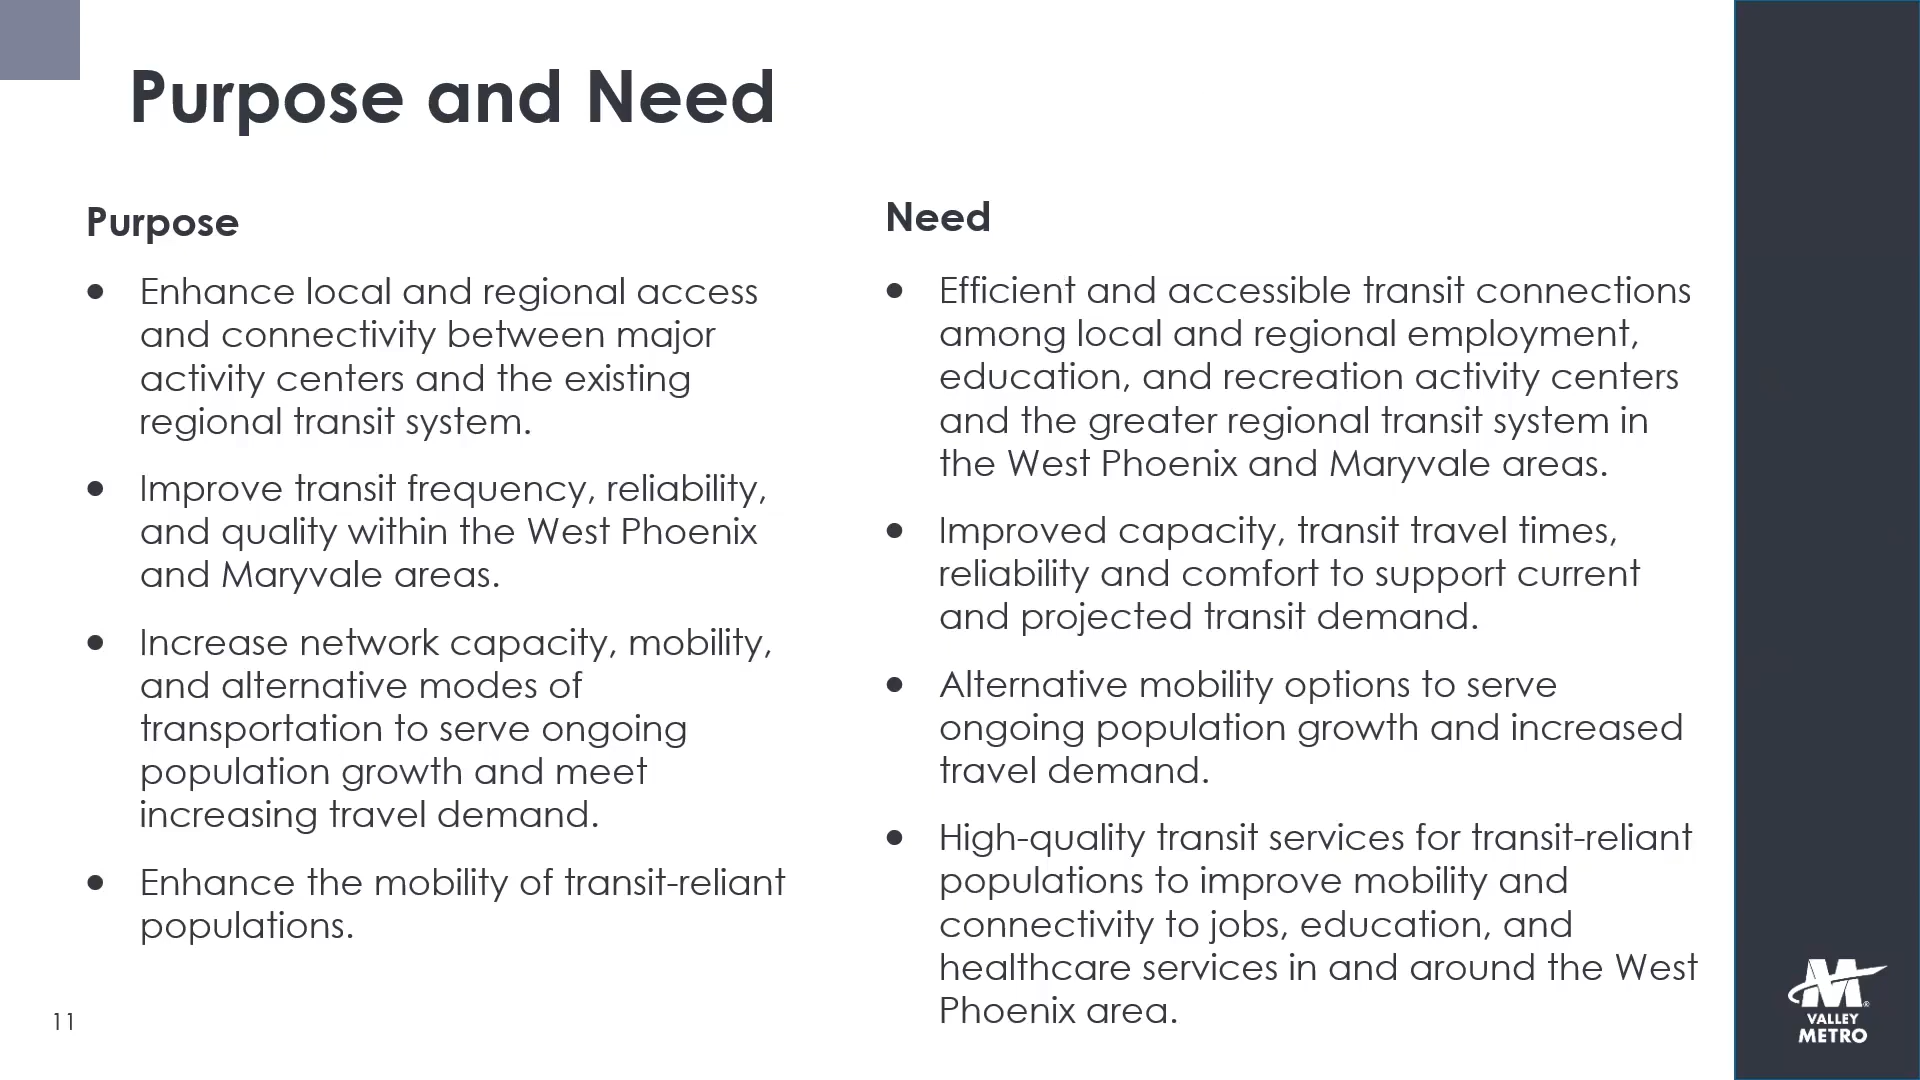 Purpose and Need
Purpose
• Enhance local and regional access
and connectivity between major
activity centers and the existing
regional transit system.
• Improve transit frequency, reliability,
and quality within the West Phoenix
and Maryvale areas.
• Increase network capacity, mobility,
and alternative modes of
transportation to serve ongoing
population growth and meet
increasing travel demand.
• Enhance the mobility of transit-reliant
populations.
Need
• Efficient and accessible transit connections
among local and regional employment,
education, and recreation activity centers
and the greater regional transit system in
the West Phoenix and Maryvale areas.
• Improved capacity, transit travel times,
reliability and comfort to support current
and projected transit demand.
• Alternative mobility options to serve
ongoing population growth and increased
travel demand.
• High-quality transit services for transit-reliant
populations to improve mobility and
connectivity to jobs, education, and
healthcare services in and around the West
Phoenix area.
11
M®
VALLEY
METRO